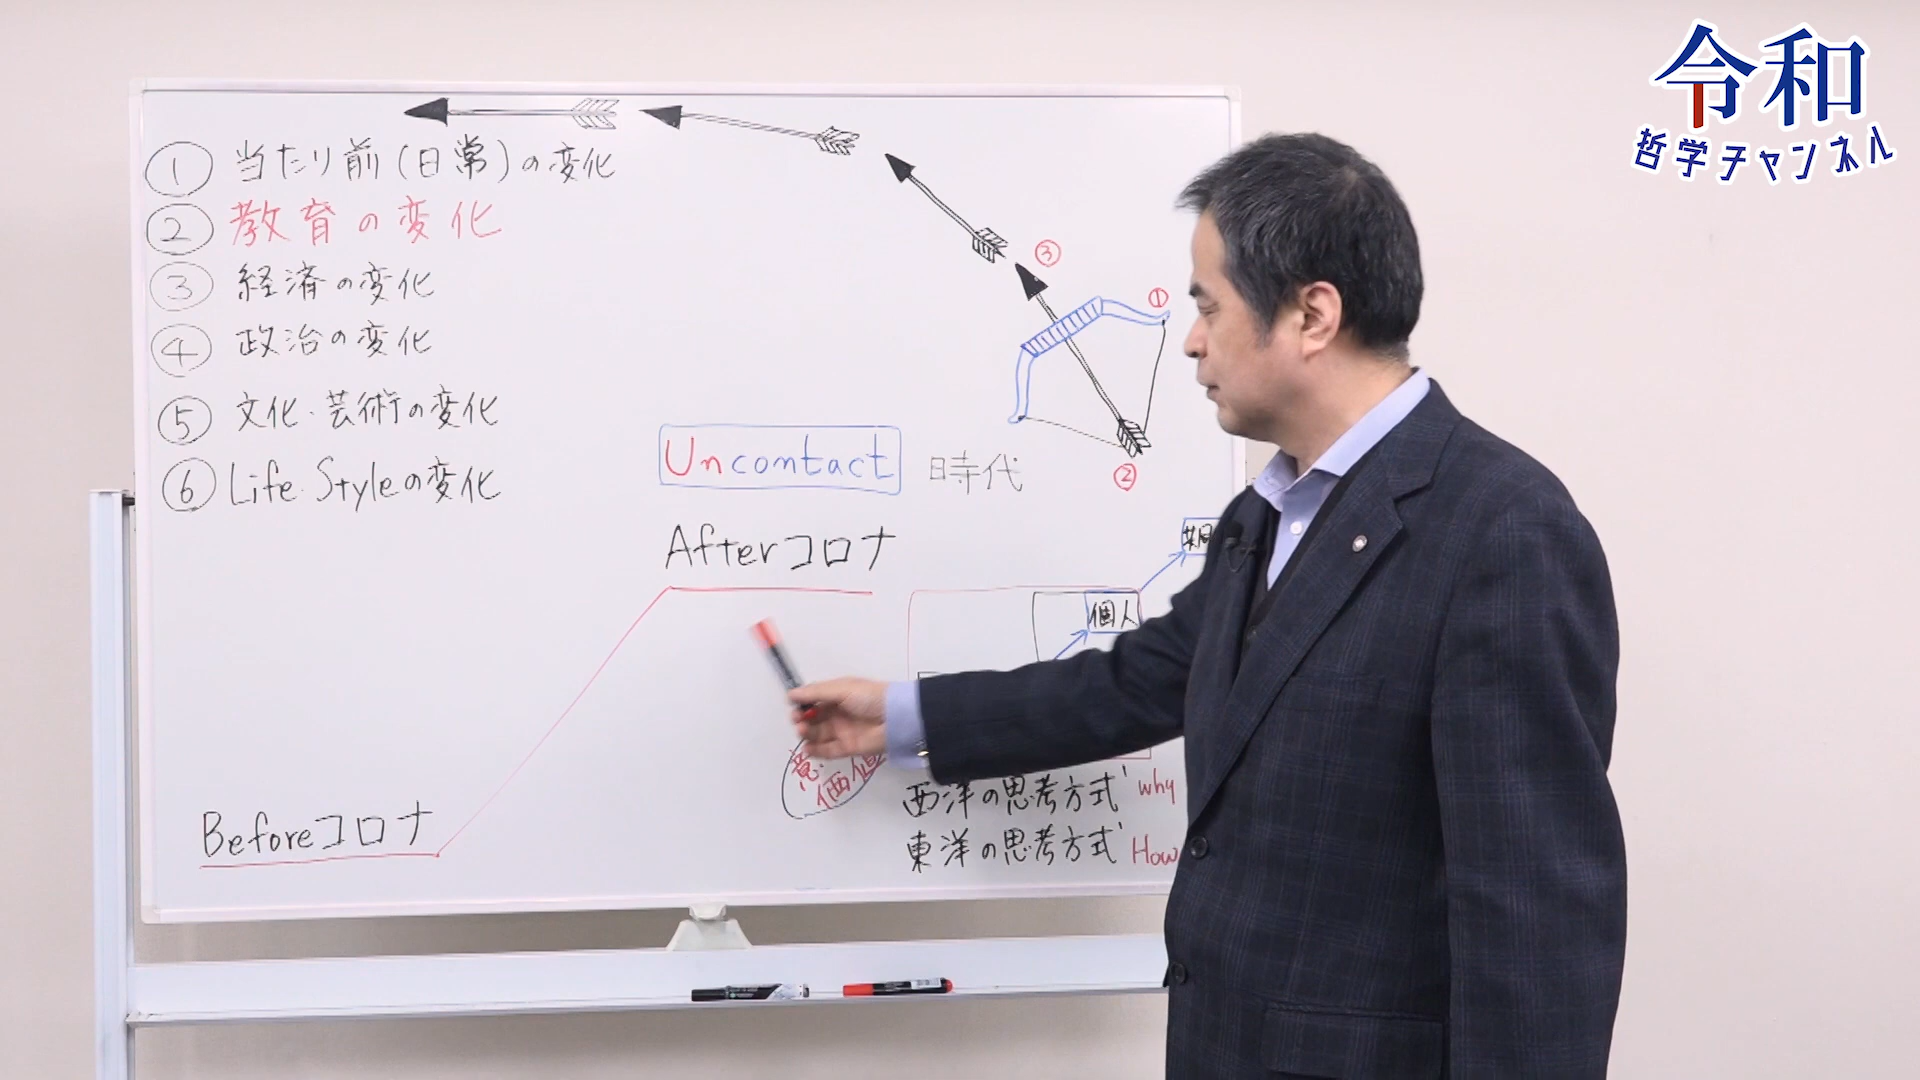 令和
哲学チャンネル
① 当たり前(日常)の変化
② 教育の変化
③ 経済の変化
④ 政治の変化
⑤ 文化・芸術の変化
⑥ Life Styleの変化
③
①
②
Uncontact 時代
Afterコロナ
個人
価値
西洋の思考方式 why
東洋の思考方式 How
Beforeコロナ